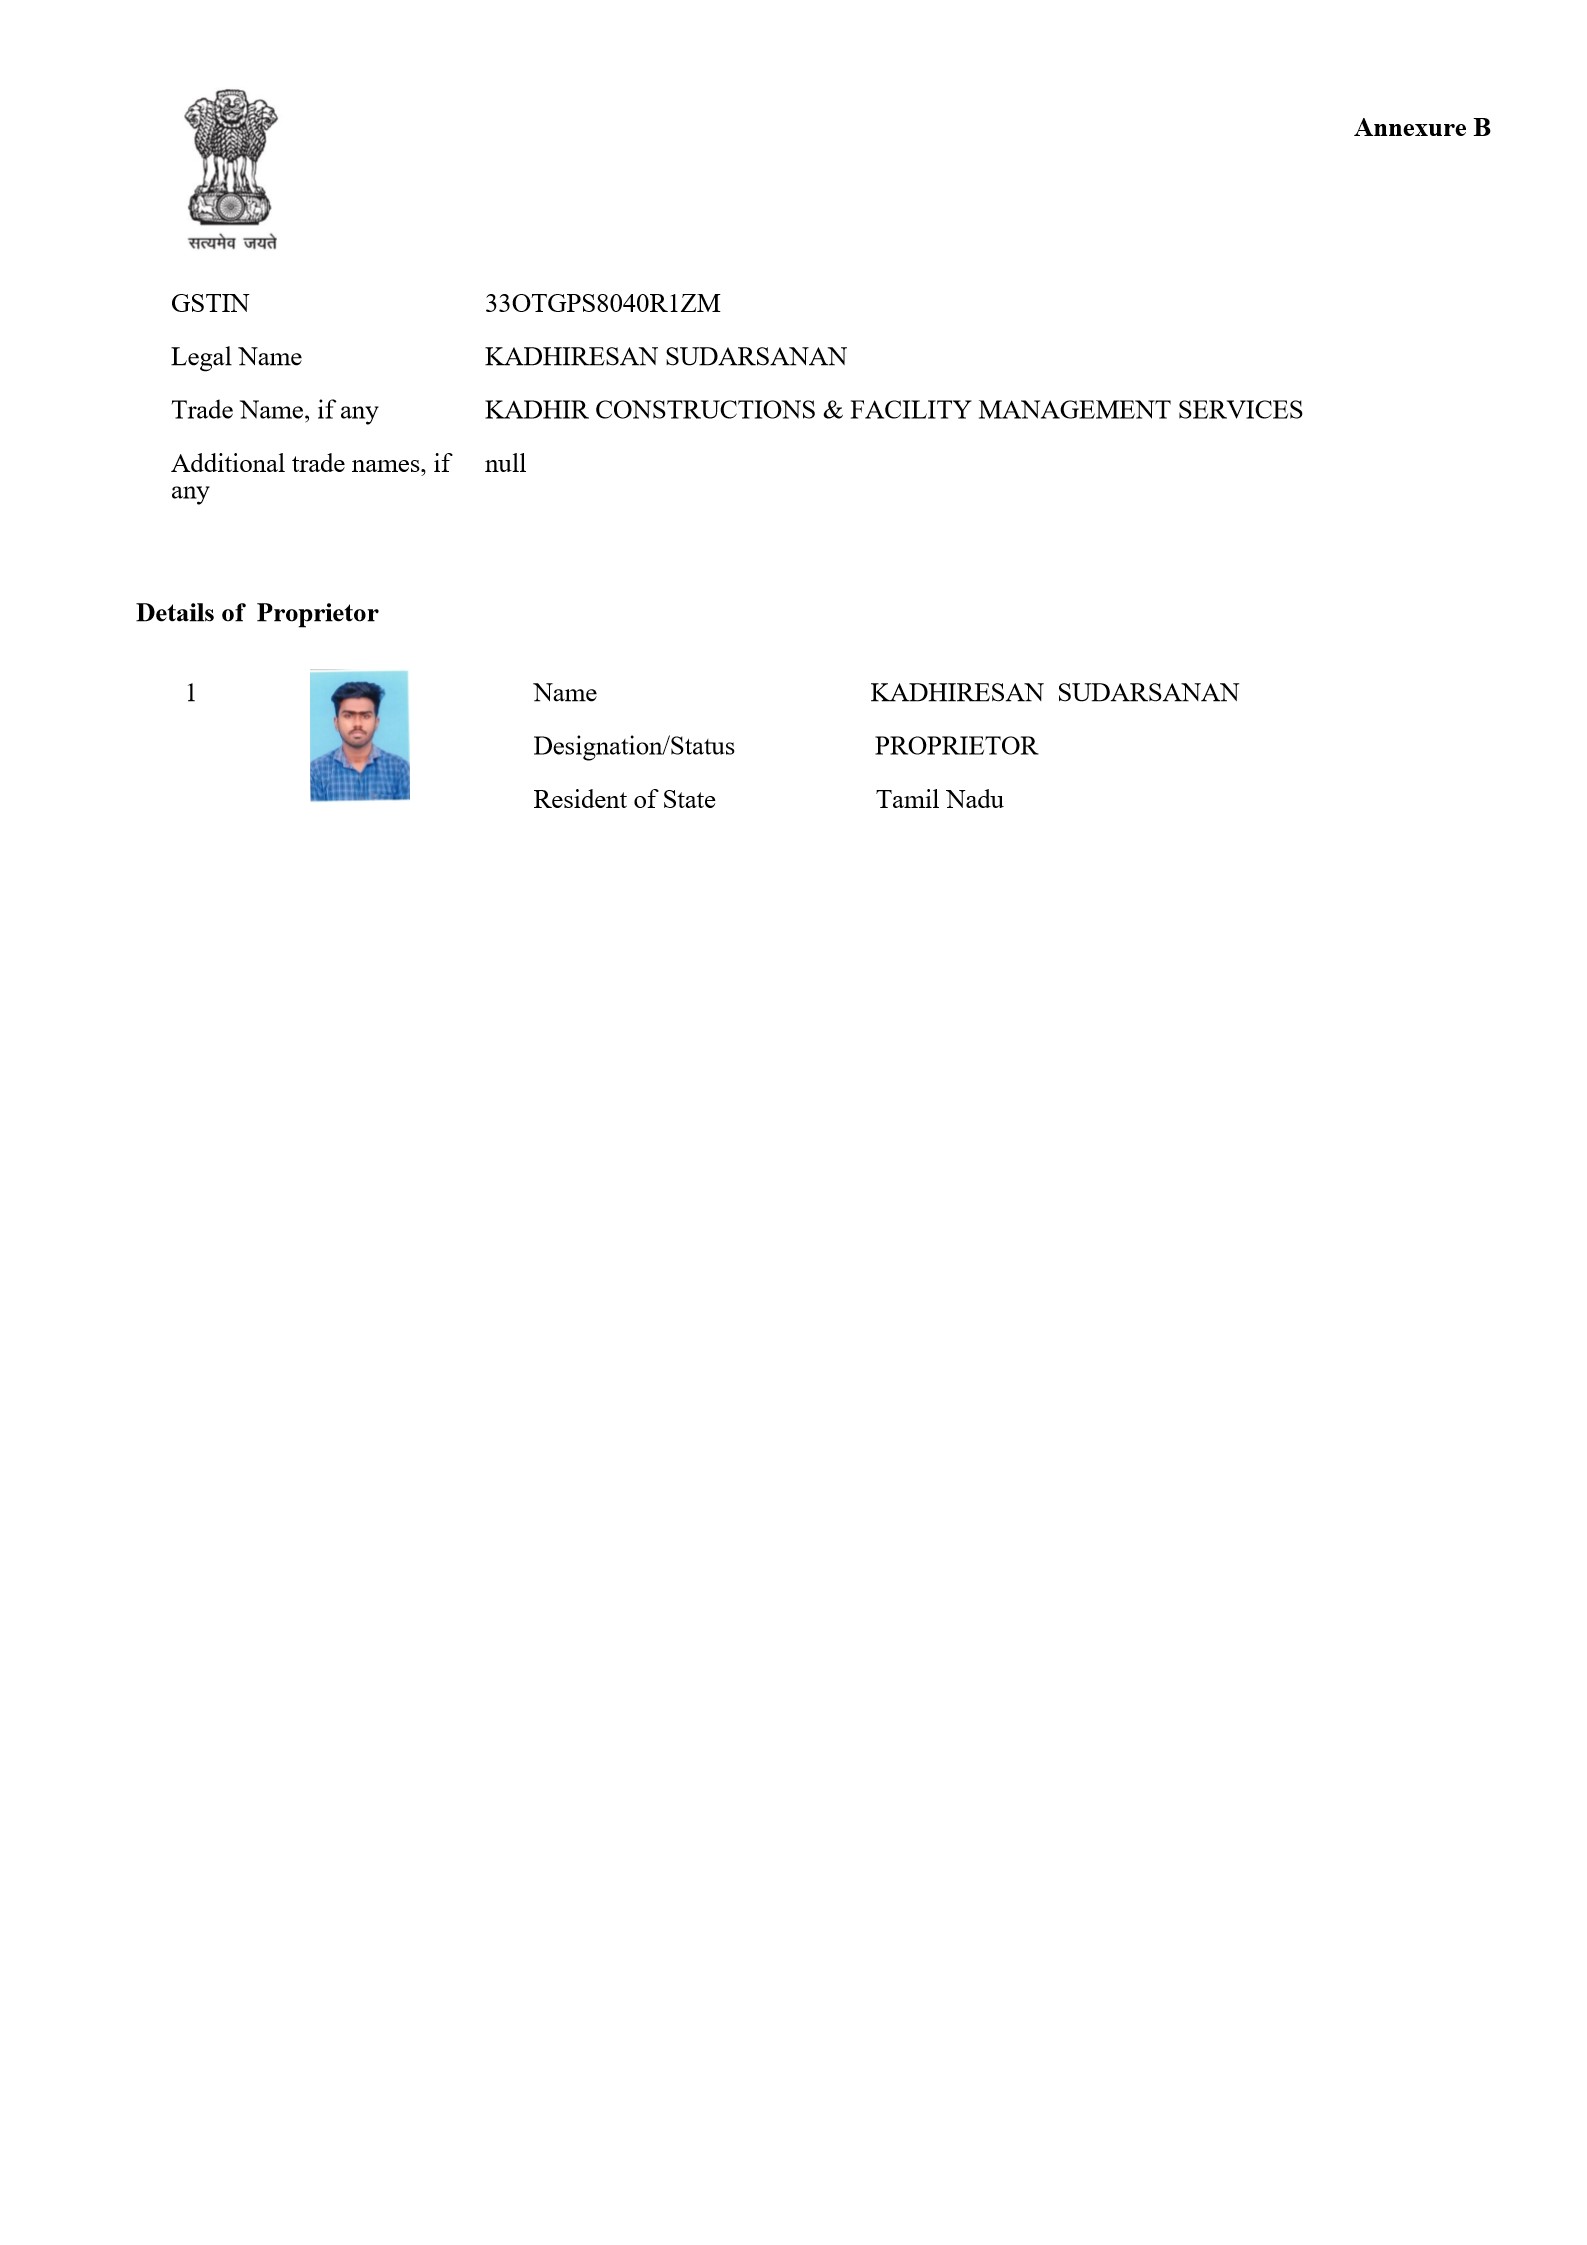 Annexure B
सत्यमेव जयते
GSTIN 33OTGPS8040R1ZM
Legal Name KADHIRESAN SUDARSANAN
Trade Name, if any KADHIR CONSTRUCTIONS & FACILITY MANAGEMENT SERVICES
Additional trade names, if null
any
Details of Proprietor
1 Name KADHIRESAN SUDARSANAN
Designation/Status PROPRIETOR
Resident of State Tamil Nadu